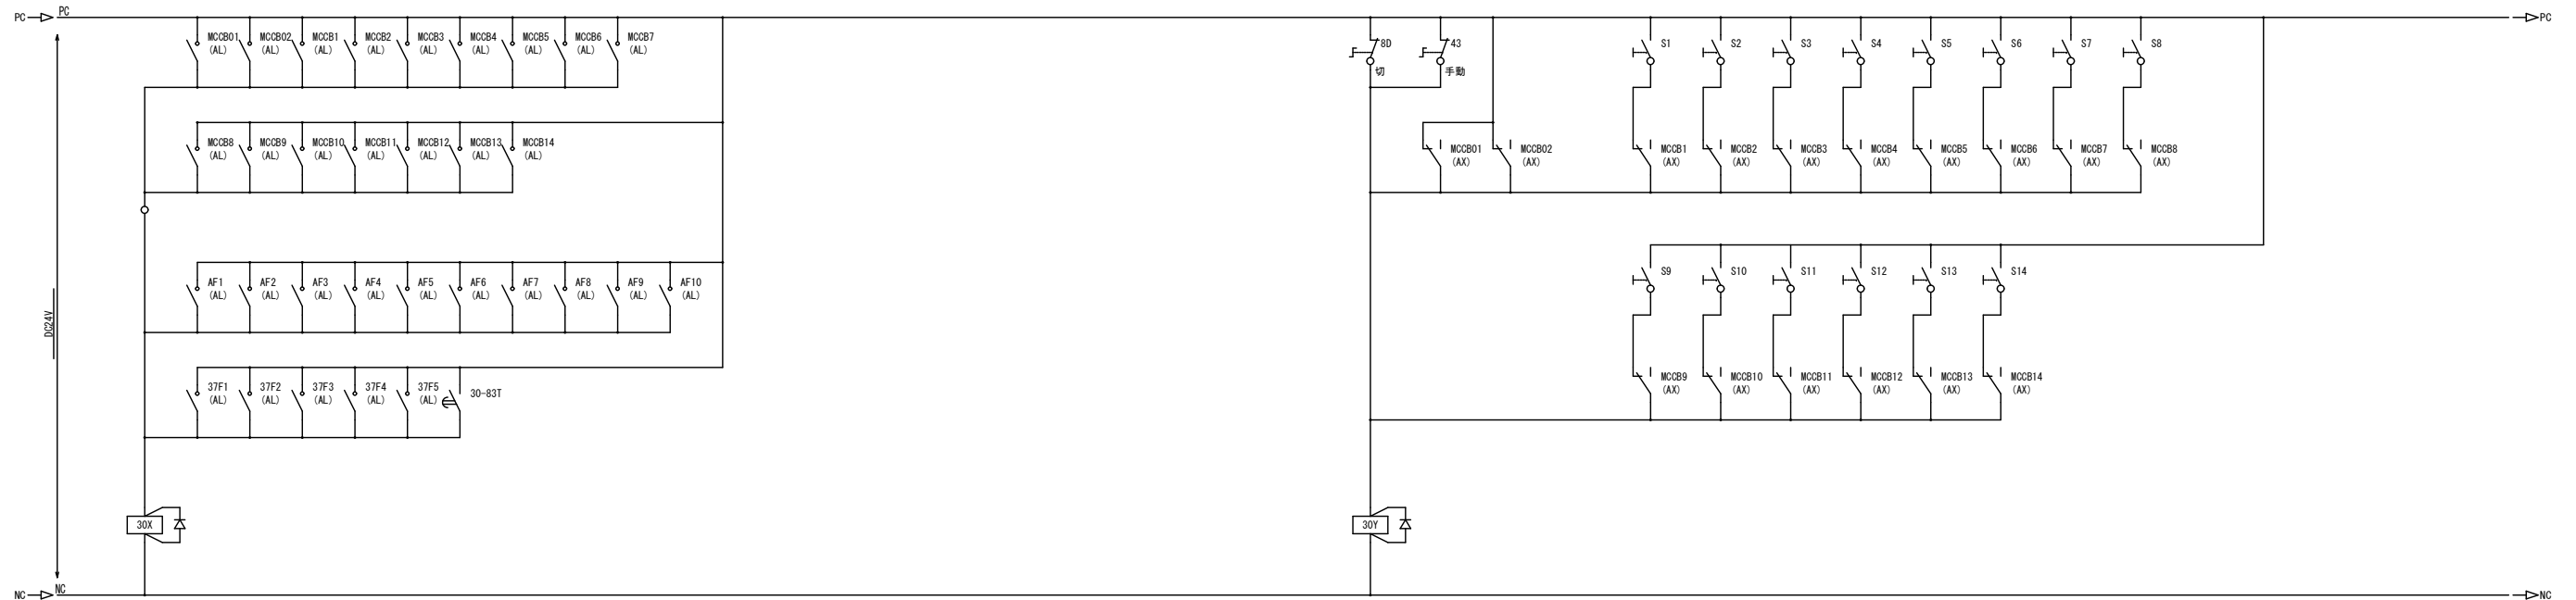 PC PC PC
MCCB01 MCCB02 MCCB1 MCCB2 MCCB3 MCCB4 MCCB5 MCCB6 MCCB7
(AL) (AL) (AL) (AL) (AL) (AL) (AL) (AL) (AL)
8D 43 S1 S2 S3 S4 S5 S6 S7 S8
切 手動
MCCB8 MCCB9 MCCB10 MCCB11 MCCB12 MCCB13 MCCB14
(AL) (AL) (AL) (AL) (AL) (AL) (AL)
MCCB01 MCCB02 MCCB1 MCCB2 MCCB3 MCCB4 MCCB5 MCCB6 MCCB7 MCCB8
(AX) (AX) (AX) (AX) (AX) (AX) (AX) (AX) (AX) (AX)
AF1 AF2 AF3 AF4 AF5 AF6 AF7 AF8 AF9 AF10
(AL) (AL) (AL) (AL) (AL) (AL) (AL) (AL) (AL) (AL)
S9 S10 S11 S12 S13 S14
DC24V
37F1 37F2 37F3 37F4 37F5 30-83T
(AL) (AL) (AL) (AL) (AL)
MCCB9 MCCB10 MCCB11 MCCB12 MCCB13 MCCB14
(AX) (AX) (AX) (AX) (AX) (AX)
30X 30Y
NC NC NC